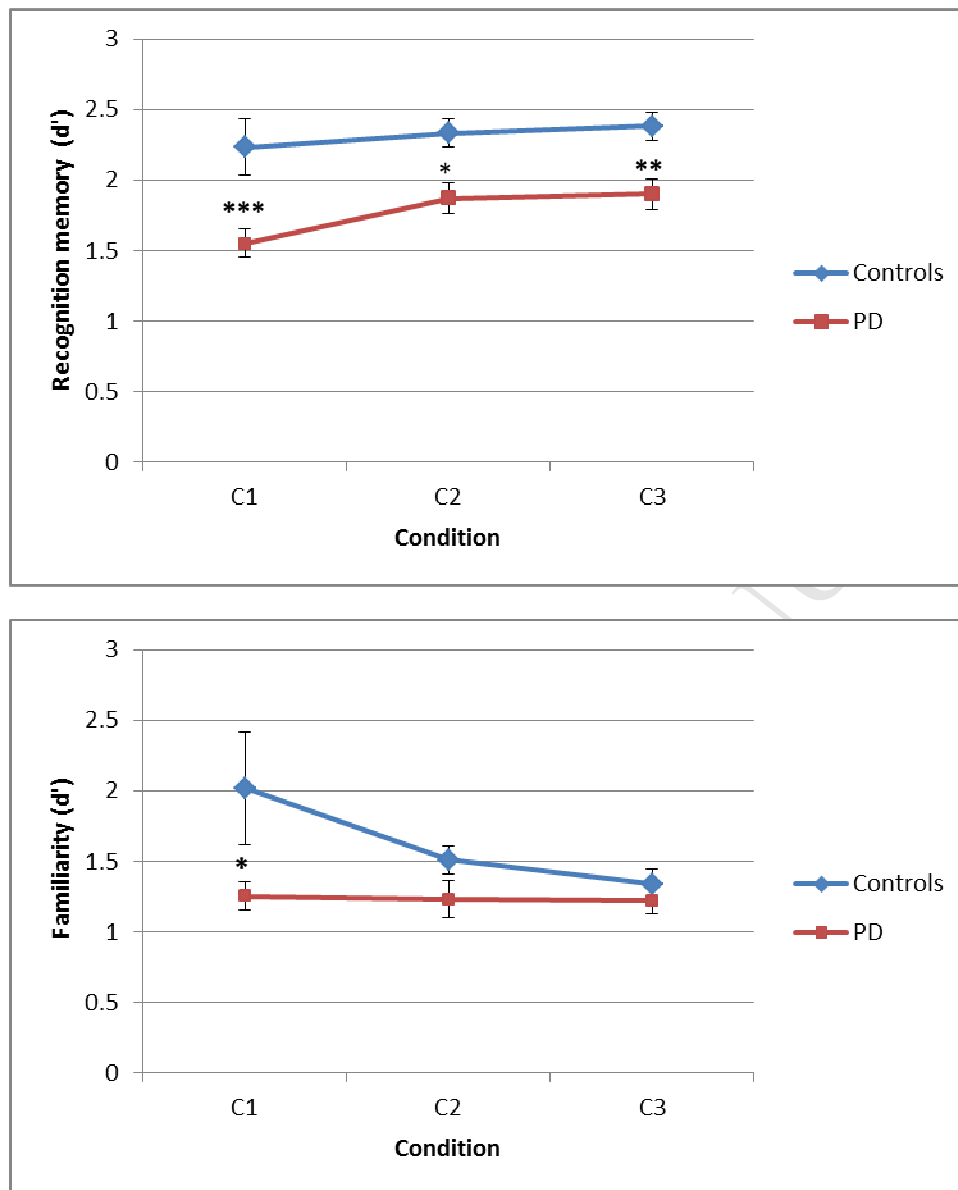 3
2.5
2
1.5
1
0.5
0
Recognition memory (d')
***
*
**
C1 C2 C3
Condition
Controls
PD
3
2.5
2
1.5
1
0.5
0
Familiarity (d')
*
C1 C2 C3
Condition
Controls
PD